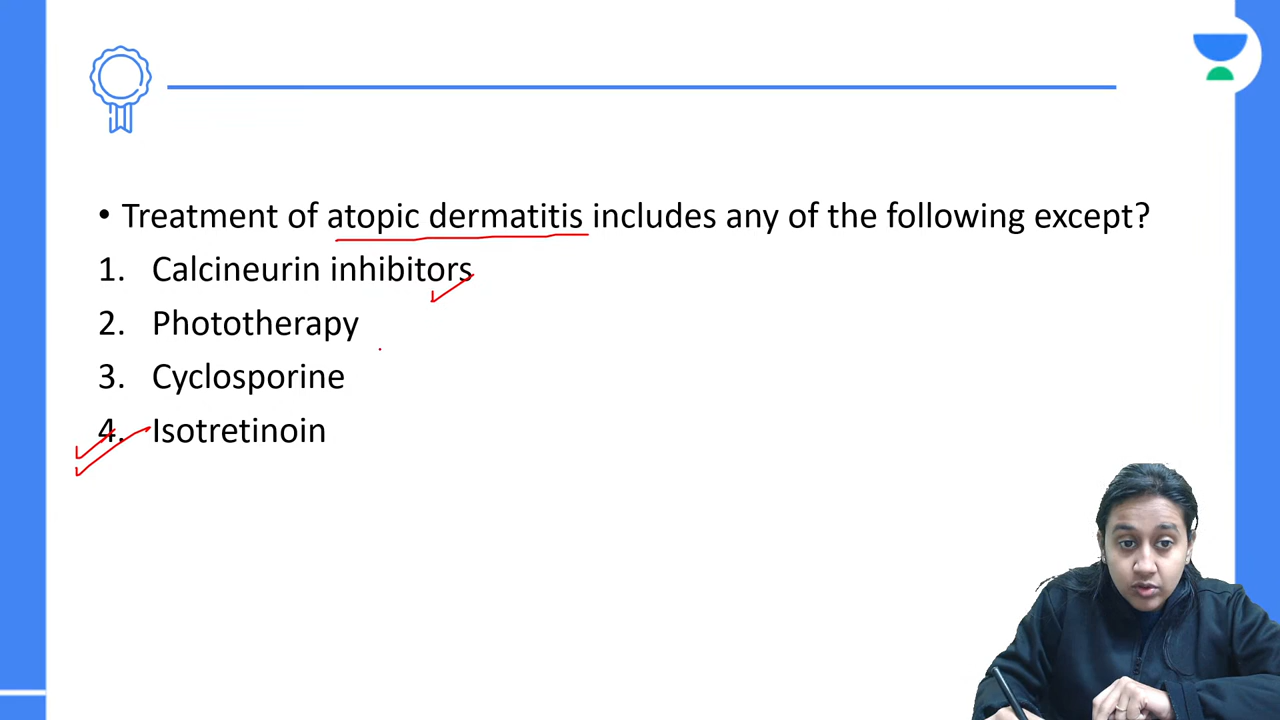 • Treatment of atopic dermatitis includes any of the following except?
1. Calcineurin inhibitors
2. Phototherapy
3. Cyclosporine
4. Isotretinoin